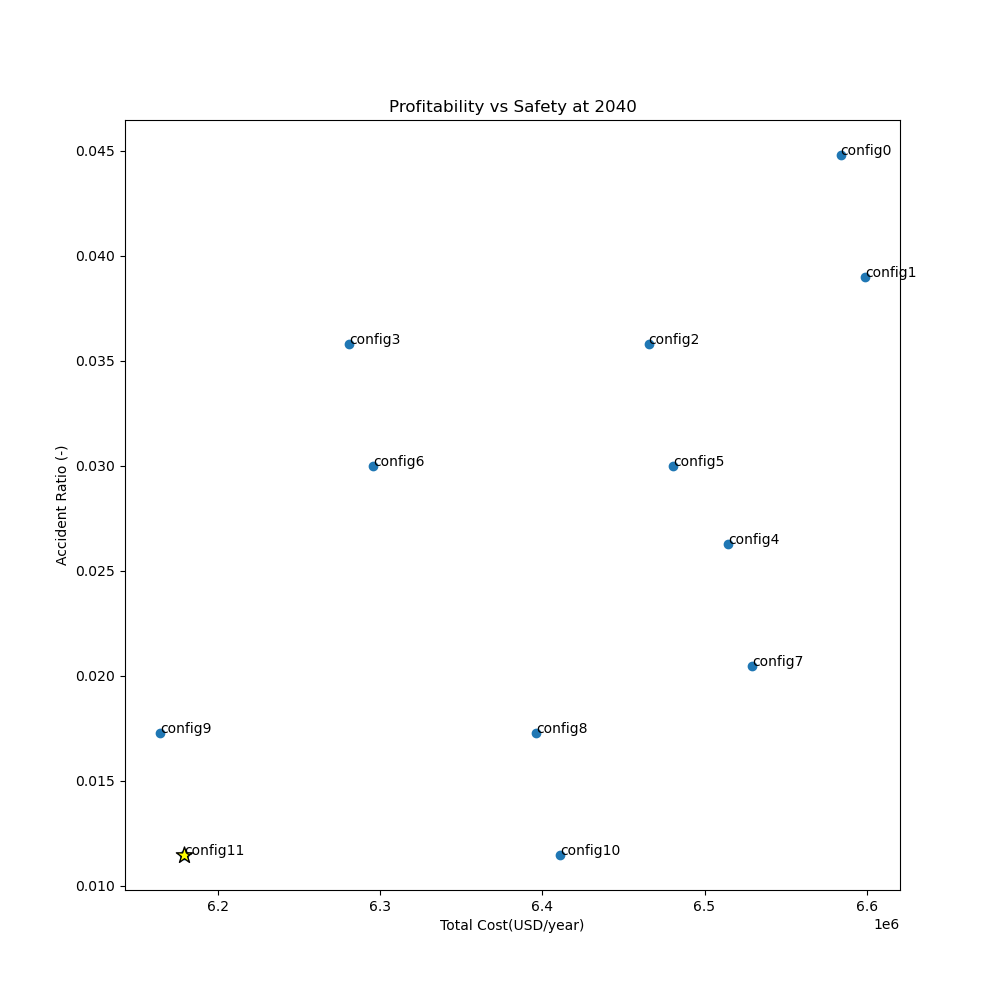 Profitability vs Safety at 2040
0.045
config0
0.040
config1
config3
config2
0.035
config6
config5
0.030
config4
0.025
config7
0.020
config9
config8
0.015
config11
config10
0.010
Accident Ratio (-)
6.2 6.3 6.4 6.5 6.6
Total Cost(USD/year)
1e6